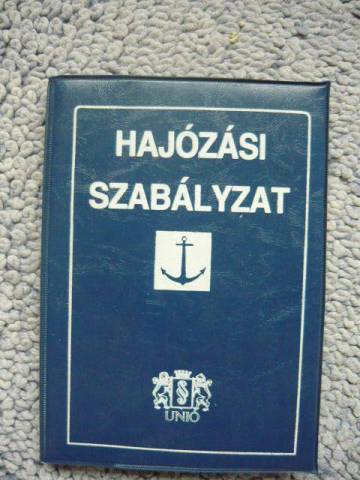 HAJÓZÁSI
SZABÁLYZAT
§
UNIÓ